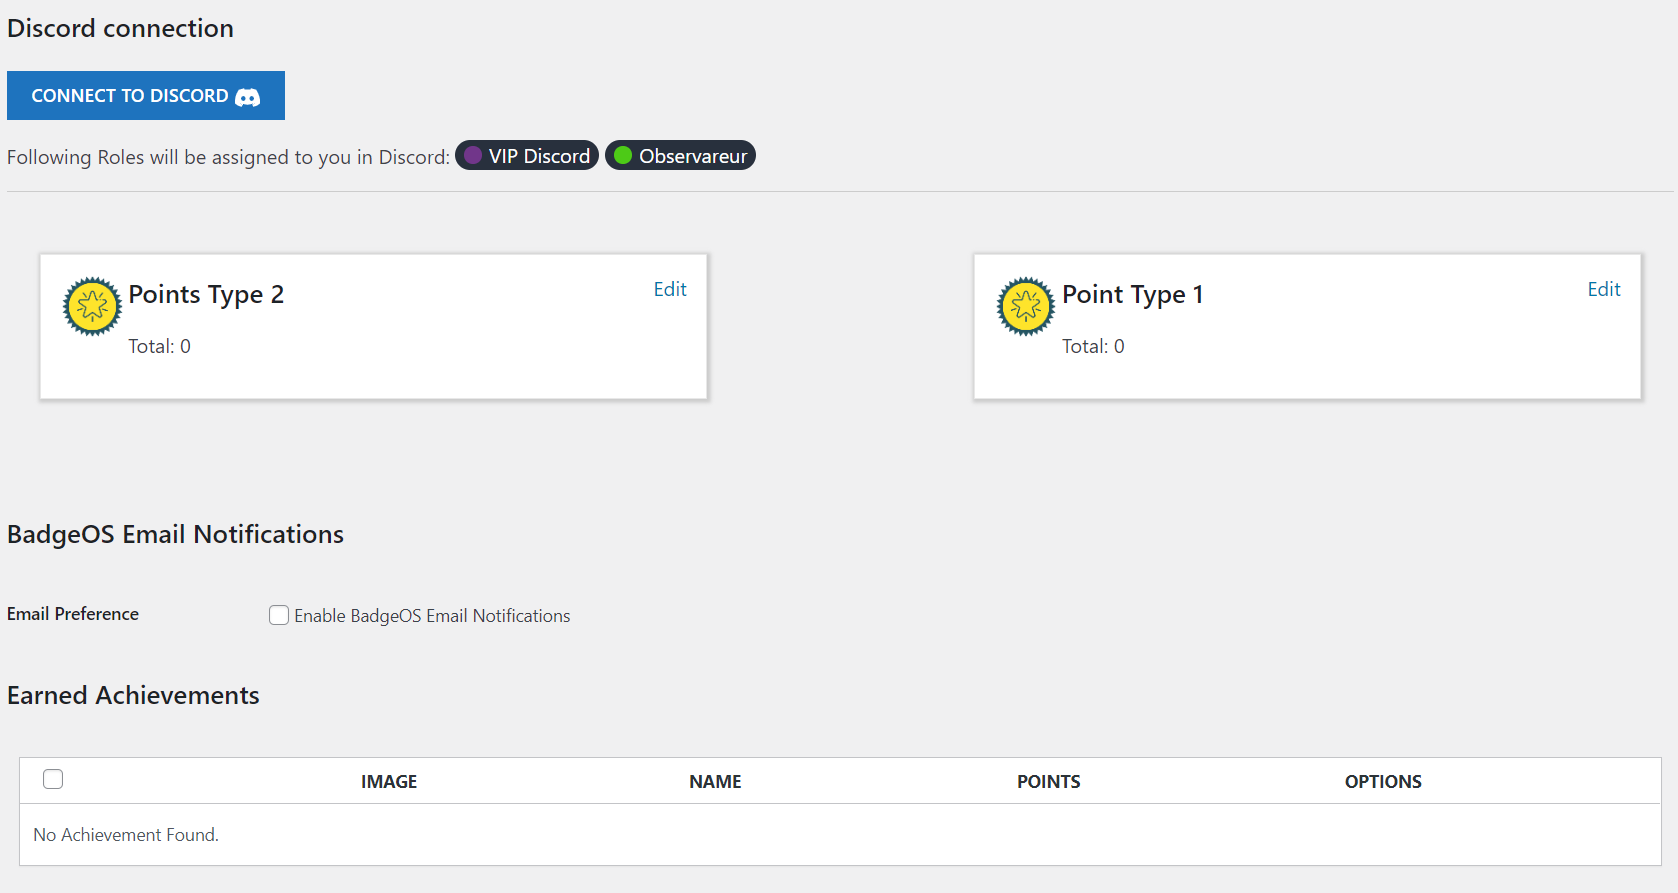 Discord connection
CONNECT TO DISCORD
Following Roles will be assigned to you in Discord: VIP Discord Observareur
Points Type 2 Edit
Total: 0
Point Type 1 Edit
Total: 0
BadgeOS Email Notifications
Email Preference Enable BadgeOS Email Notifications
Earned Achievements
IMAGE NAME POINTS OPTIONS
No Achievement Found.